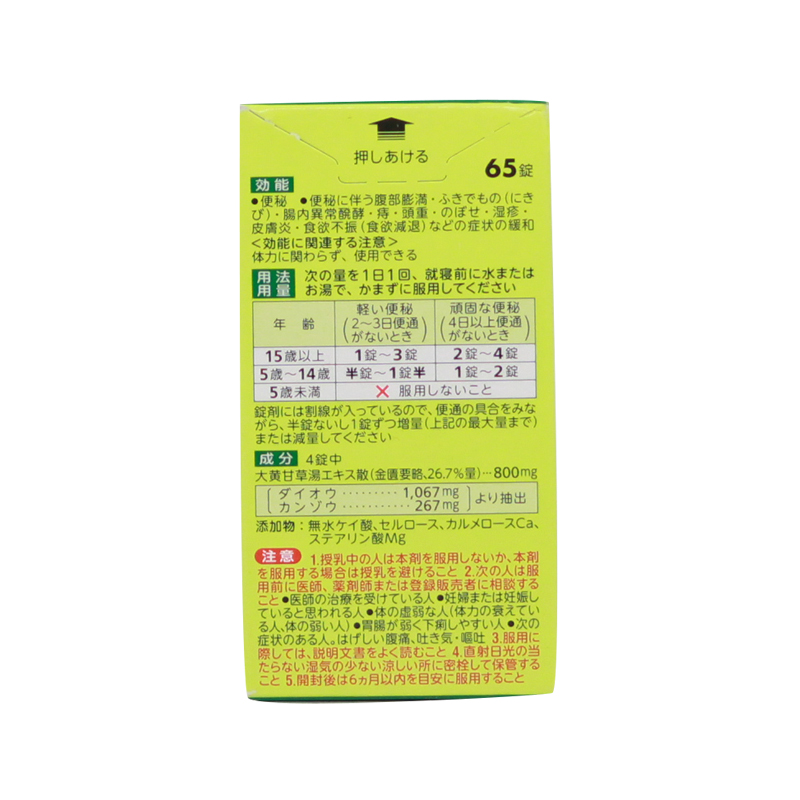 押しあける
65錠
効能
●便秘 ●便秘に伴う腹部膨満・ふきでもの(にき
び)・腸内異常醗酵・痔・頭重・のぼせ・湿疹・
皮膚炎・食欲不振(食欲減退)などの症状の緩和
<効能に関連する注意>
体力に関わらず、使用できる
用法
用量
次の量を1日1回、就寝前に水または
お湯で、かまずに服用してください
年齢
軽い便秘
(2〜3日便通
がないとき)
頑固な便秘
(4日以上便通
がないとき)
15歳以上 1錠〜3錠 2錠〜4錠
5歳〜14歳 半錠〜1錠半 1錠〜2錠
5歳未満 ×服用しないこと
錠剤には割線が入っているので、便通の具合をみな
がら、半錠ないし1錠ずつ増量(上記の最大量まで)
または減量してください
成分 4錠中
大黄甘草湯エキス散(金匱要略、26.7%量)…800mg
ダイオウ………1,067mg
カンゾウ…………267mg
より抽出
添加物:無水ケイ酸、セルロース、カルメロースCa、
ステアリン酸Mg
注意 1.授乳中の人は本剤を服用しないか、本剤
を服用する場合は授乳を避けること 2.次の人は服
用前に医師、薬剤師または登録販売者に相談する
こと ●医師の治療を受けている人 ●妊婦または妊娠し
ていると思われる人 ●体の虚弱な人(体力の衰えてい
る人、体の弱い人) ●胃腸が弱く下痢しやすい人 ●次の
症状のある人。はげしい腹痛、吐き気・嘔吐 3.服用に
際しては、説明文書をよく読むこと 4.直射日光の当
たらない湿気の少ない涼しい所に密栓して保管する
こと 5.開封後は6ヵ月以内を目安に服用すること